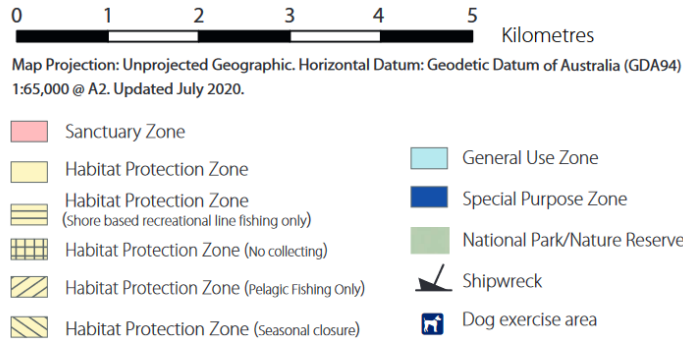 0 1 2 3 4 5
Kilometres
Map Projection: Unprojected Geographic. Horizontal Datum: Geodetic Datum of Australia (GDA94)
1:65,000 @ A2. Updated July 2020.
Sanctuary Zone
Habitat Protection Zone
Habitat Protection Zone
(Shore based recreational line fishing only)
Habitat Protection Zone (No collecting)
Habitat Protection Zone (Pelagic Fishing Only)
Habitat Protection Zone (Seasonal closure)
General Use Zone
Special Purpose Zone
National Park/Nature Reserve
Shipwreck
Dog exercise area